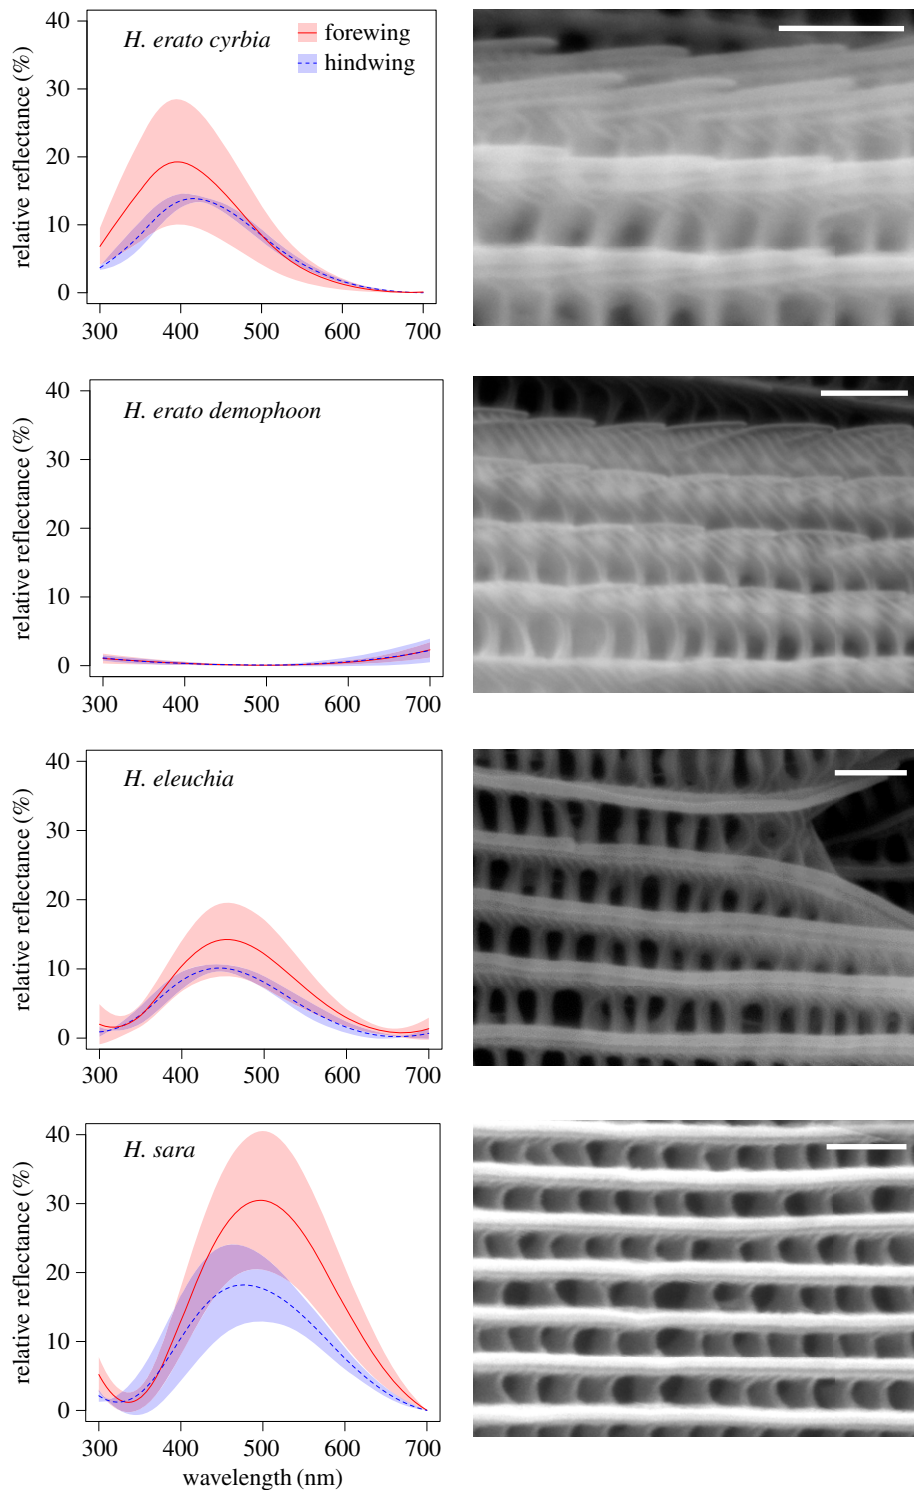 H. erato cyrbia
forewing
hindwing
relative reflectance (%)
40
30
20
10
0
300 400 500 600 700
H. erato demophoon
relative reflectance (%)
40
30
20
10
0
300 400 500 600 700
H. eleuchia
relative reflectance (%)
40
30
20
10
0
300 400 500 600 700
H. sara
relative reflectance (%)
40
30
20
10
0
300 400 500 600 700
wavelength (nm)